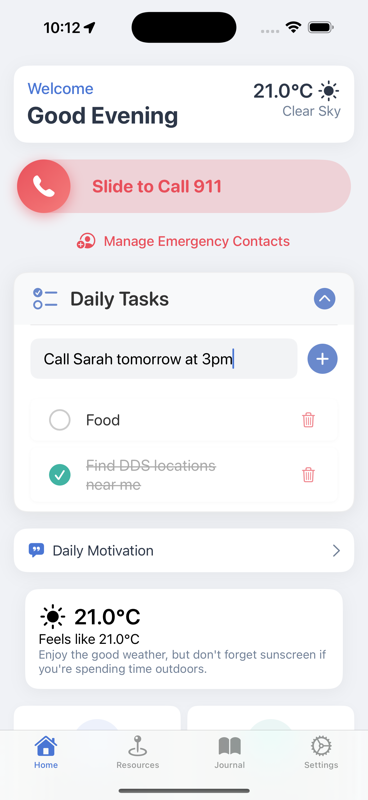 10:12
Welcome
Good Evening
21.0°C
Clear Sky
Slide to Call 911
Manage Emergency Contacts
Daily Tasks
Call Sarah tomorrow at 3pm
Food
Find DDS locations
near me
Daily Motivation
21.0°C
Feels like 21.0°C
Enjoy the good weather, but don't forget sunscreen if
you're spending time outdoors.
Home
Resources
Journal
Settings